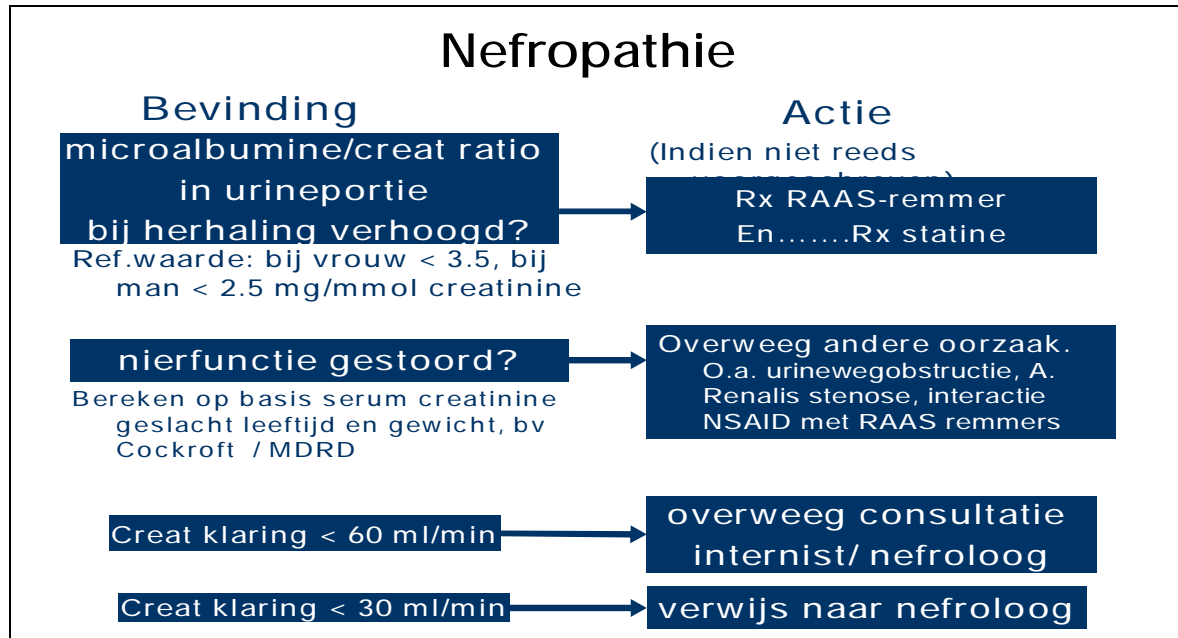 Nefropathie
Bevinding
microalbumine/creat ratio
in urineportie
bij herhaling verhoogd?
Ref.waarde: bij vrouw < 3.5, bij
man < 2.5 mg/mmol creatinine
Actie
(Indien niet reeds
Rx RAAS-remmer
En.......Rx statine
nierfunctie gestoord?
Bereken op basis serum creatinine
geslacht leeftijd en gewicht, bv
Cockroft / MDRD
Overweeg andere oorzaak.
O.a. urinewegobstructie, A.
Renalis stenose, interactie
NSAID met RAAS remmers
Creat klaring < 60 ml/min
overweeg consultatie
internist/ nefroloog
Creat klaring < 30 ml/min
verwijs naar nefroloog